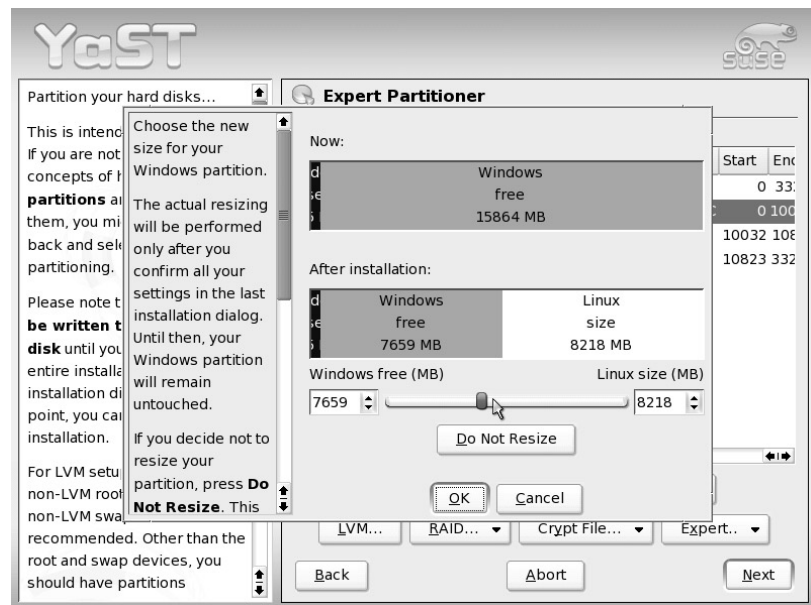 YaST
SUSE
Partition your hard disks...
This is intend
If you are not
concepts of h
partitions a
them, you mi
back and sele
partitioning.
Please note t
be written t
disk until you
entire installa
installation di
point, you ca
installation.
For LVM setu
non-LVM root
non-LVM swa
recommended. Other than the
root and swap devices, you
should have partitions
Choose the new
size for your
Windows partition.
The actual resizing
will be performed
only after you
confirm all your
settings in the last
installation dialog.
Until then, your
Windows partition
will remain
untouched.
If you decide not to
resize your
partition, press Do
Not Resize. This
Expert Partitioner
Now:
Windows
free
15864 MB
After installation:
Windows
free
7659 MB
Linux
size
8218 MB
Windows free (MB) Linux size (MB)
7659 8218
Do Not Resize
OK Cancel
Start End
0 33
0 100
10032 108
10823 332
LVM... RAID... Crypt File... Expert..
Back Abort Next